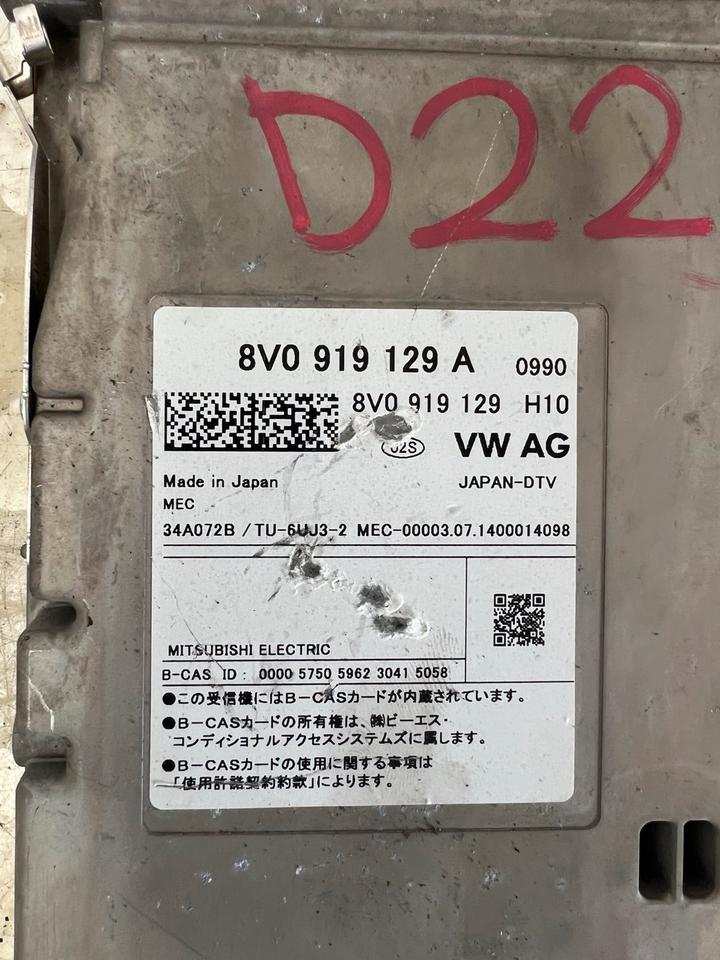 D22
8V0 919 129 A 0990
8V0 919 129 H10
02S VW AG
Made in Japan JAPAN-DTV
MEC
34A072B / TU-6UJ3-2 MEC-00003.07.1400014098
MITSUBISHI ELECTRIC
B-CAS ID: 0000 5750 5962 3041 5058
●この受信機にはB-CASカードが内蔵されています。
●B-CASカードの所有権は、㈱ビーエス・
コンディショナルアクセスシステムズに属します。
●B-CASカードの使用に関する事項は
「使用許諾契約約款」によります。